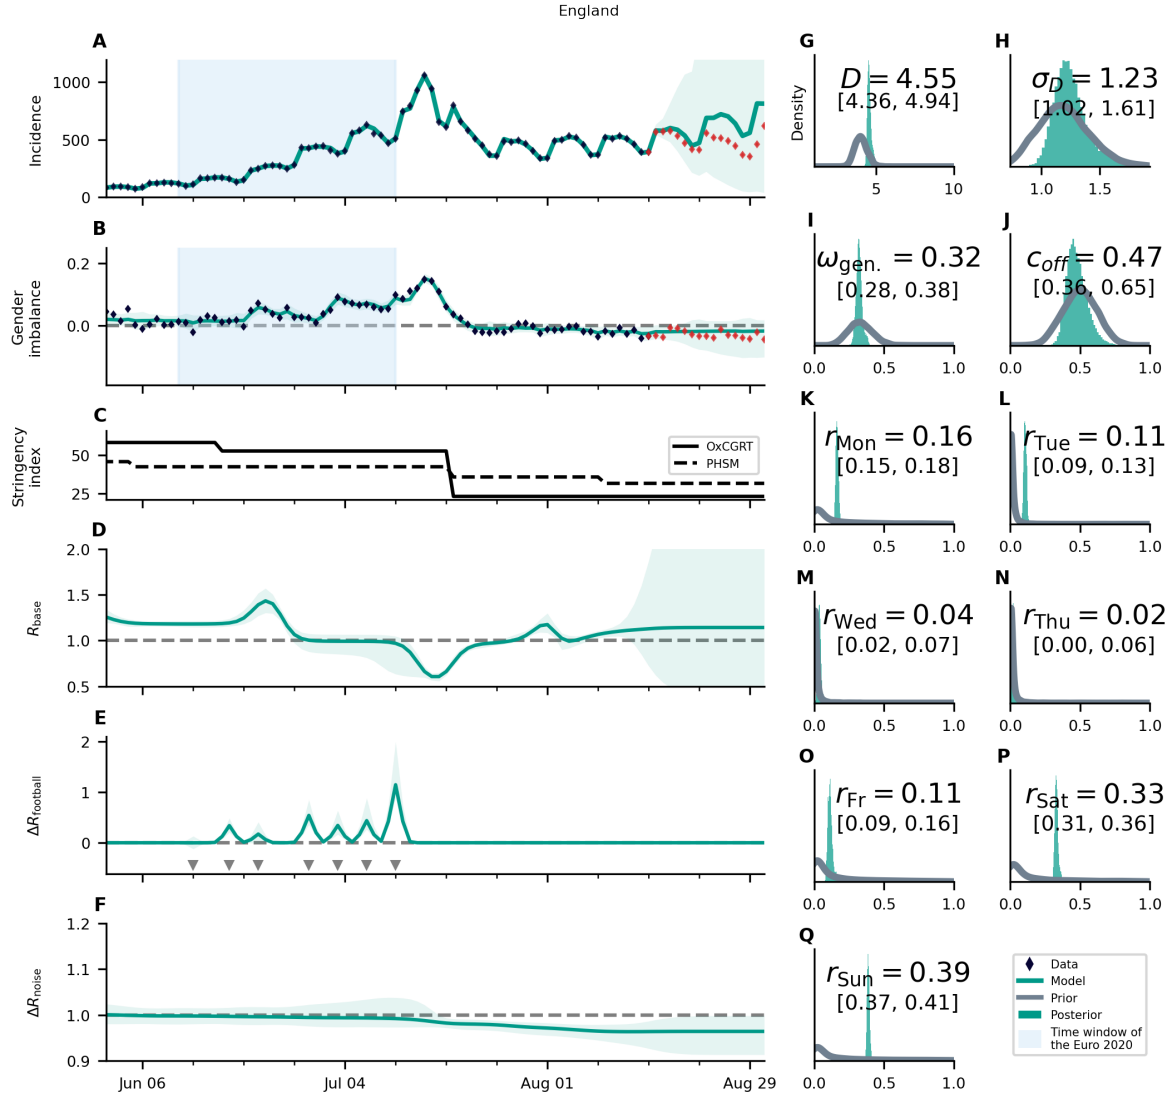 England
A
Incidence
1000
500
0
B
Gender
imbalance
0.2
0.0
C
Stringency
index
50
25
OxCGRT
PHSM
D
R_base
2.0
1.5
1.0
0.5
E
ΔR_football
2
1
0
F
ΔR_noise
1.2
1.1
1.0
0.9
Jun 06
Jul 04
Aug 01
Aug 29
G
Density
D = 4.55
[4.36, 4.94]
5
10
H
σ_D = 1.23
[1.02, 1.61]
1.0
1.5
I
ω_gen. = 0.32
[0.28, 0.38]
0.0
0.5
1.0
J
c_off = 0.47
[0.36, 0.65]
0.0
0.5
1.0
K
r_Mon = 0.16
[0.15, 0.18]
0.0
0.5
1.0
L
r_Tue = 0.11
[0.09, 0.13]
0.0
0.5
1.0
M
r_Wed = 0.04
[0.02, 0.07]
0.0
0.5
1.0
N
r_Thu = 0.02
[0.00, 0.06]
0.0
0.5
1.0
O
r_Fr = 0.11
[0.09, 0.16]
0.0
0.5
1.0
P
r_Sat = 0.33
[0.31, 0.36]
0.0
0.5
1.0
Q
r_Sun = 0.39
[0.37, 0.41]
0.0
0.5
1.0
Data
Model
Prior
Posterior
Time window of
the Euro 2020